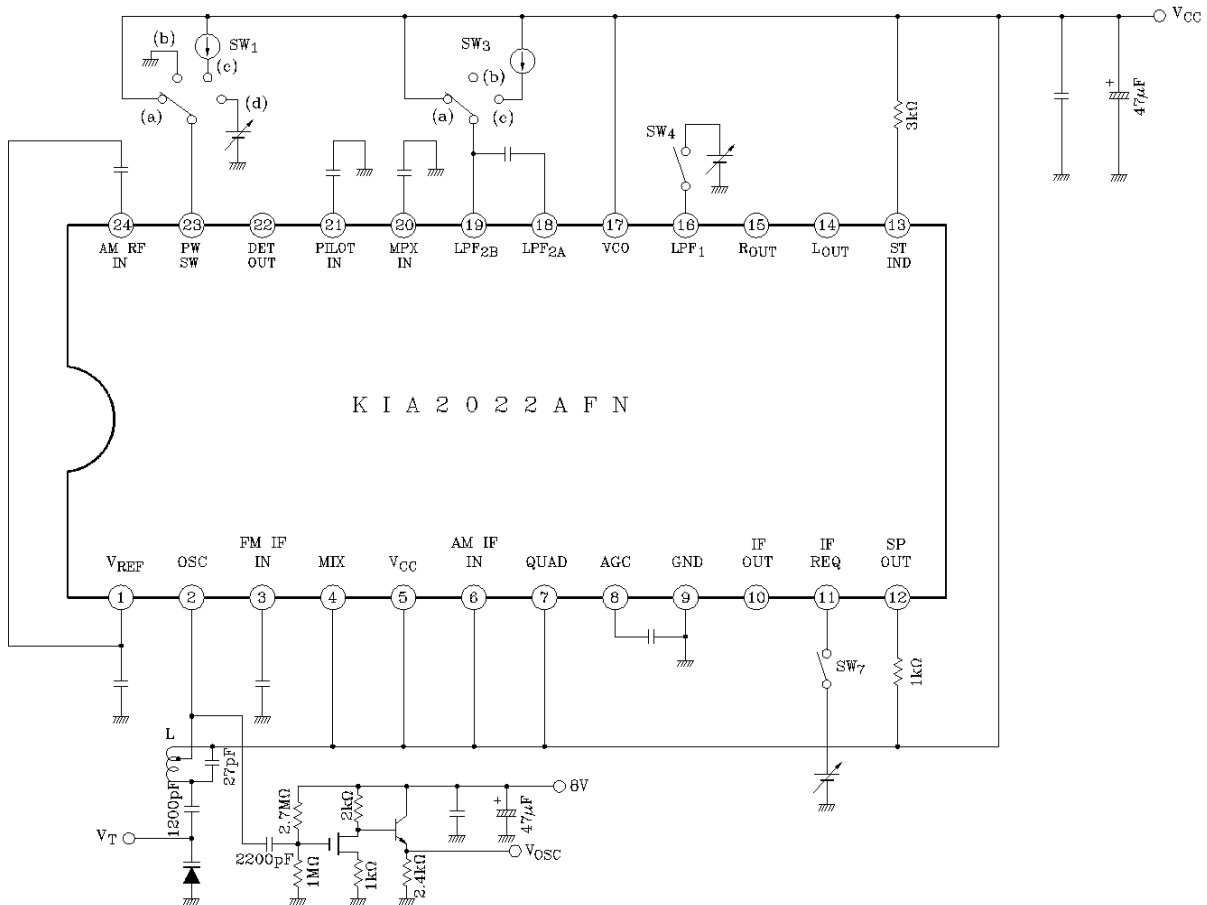 VCC
SW1
(b)
(c)
(a)
(d)
SW3
(b)
(a)
(c)
SW4
3kΩ
+
47μF
24 23 22 21 20 19 18 17 16 15 14 13
AM RF IN
PW SW
DET OUT
PILOT IN
MPX IN
LPF2B
LPF2A
VCO
LPF1
ROUT
LOUT
ST IND
KIA2022AFN
VREF
OSC
FM IF IN
MIX
VCC
AM IF IN
QUAD
AGC
GND
IF OUT
IF REQ
SP OUT
1 2 3 4 5 6 7 8 9 10 11 12
SW7
1kΩ
L
27pF
1200pF
VT
2200pF
2.7MΩ
1MΩ
2kΩ
1kΩ
2.4kΩ
+
47μF
8V
VOSC